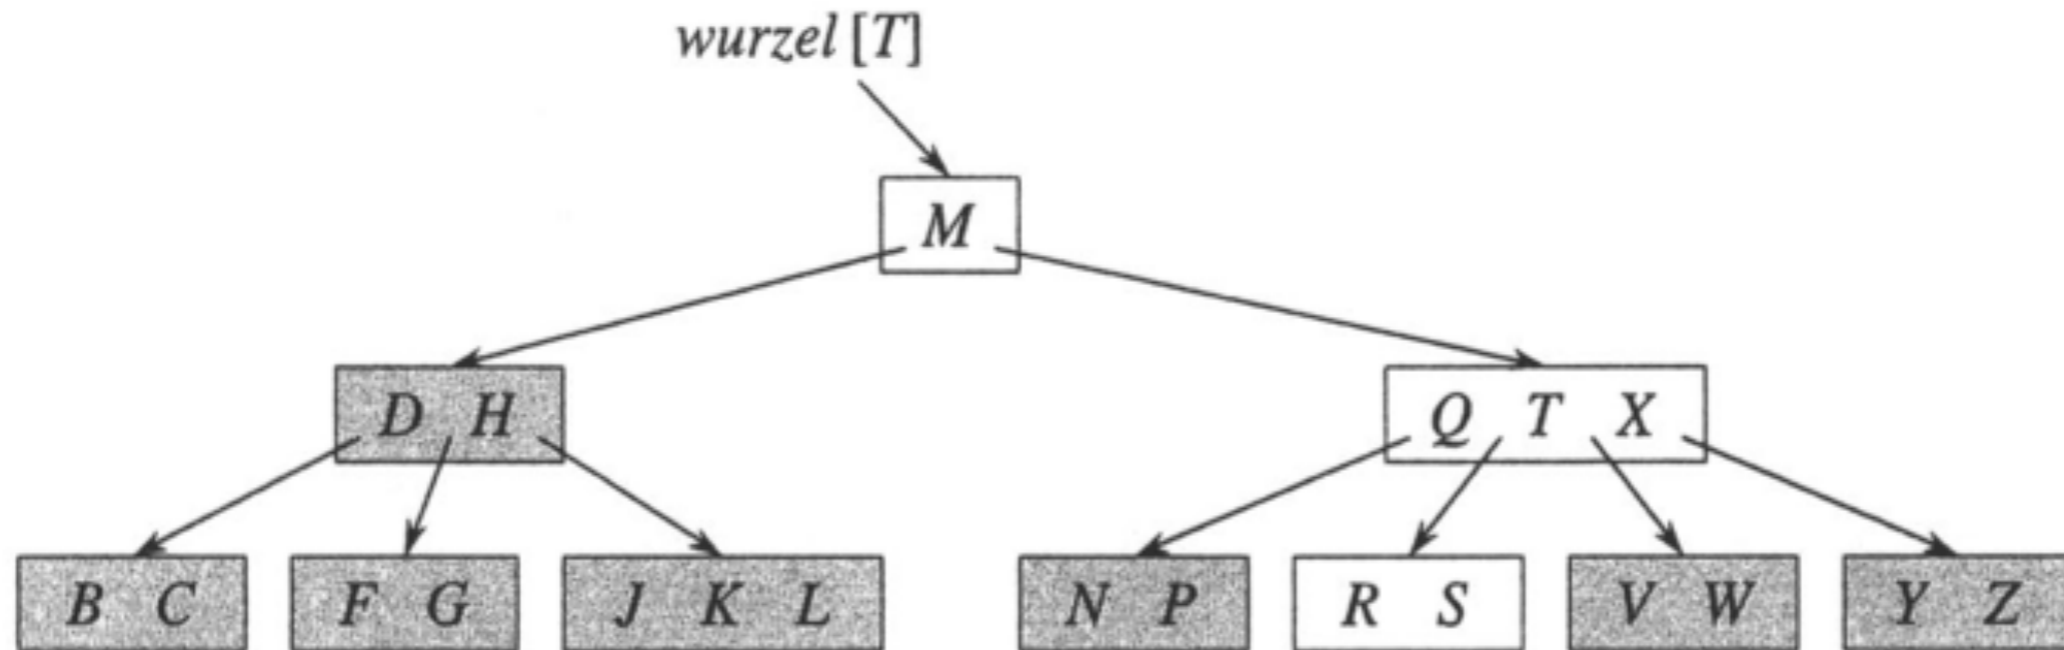 wurzel [T]
M
D H
Q T X
B C
F G
J K L
N P
R S
V W
Y Z